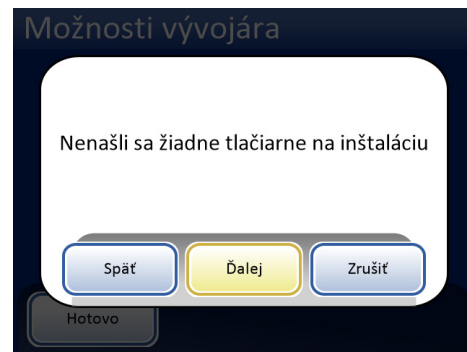 Možnosti vývojára
Nenašli sa žiadne tlačiarne na inštaláciu
Späť
Ďalej
Zrušiť
Hotovo